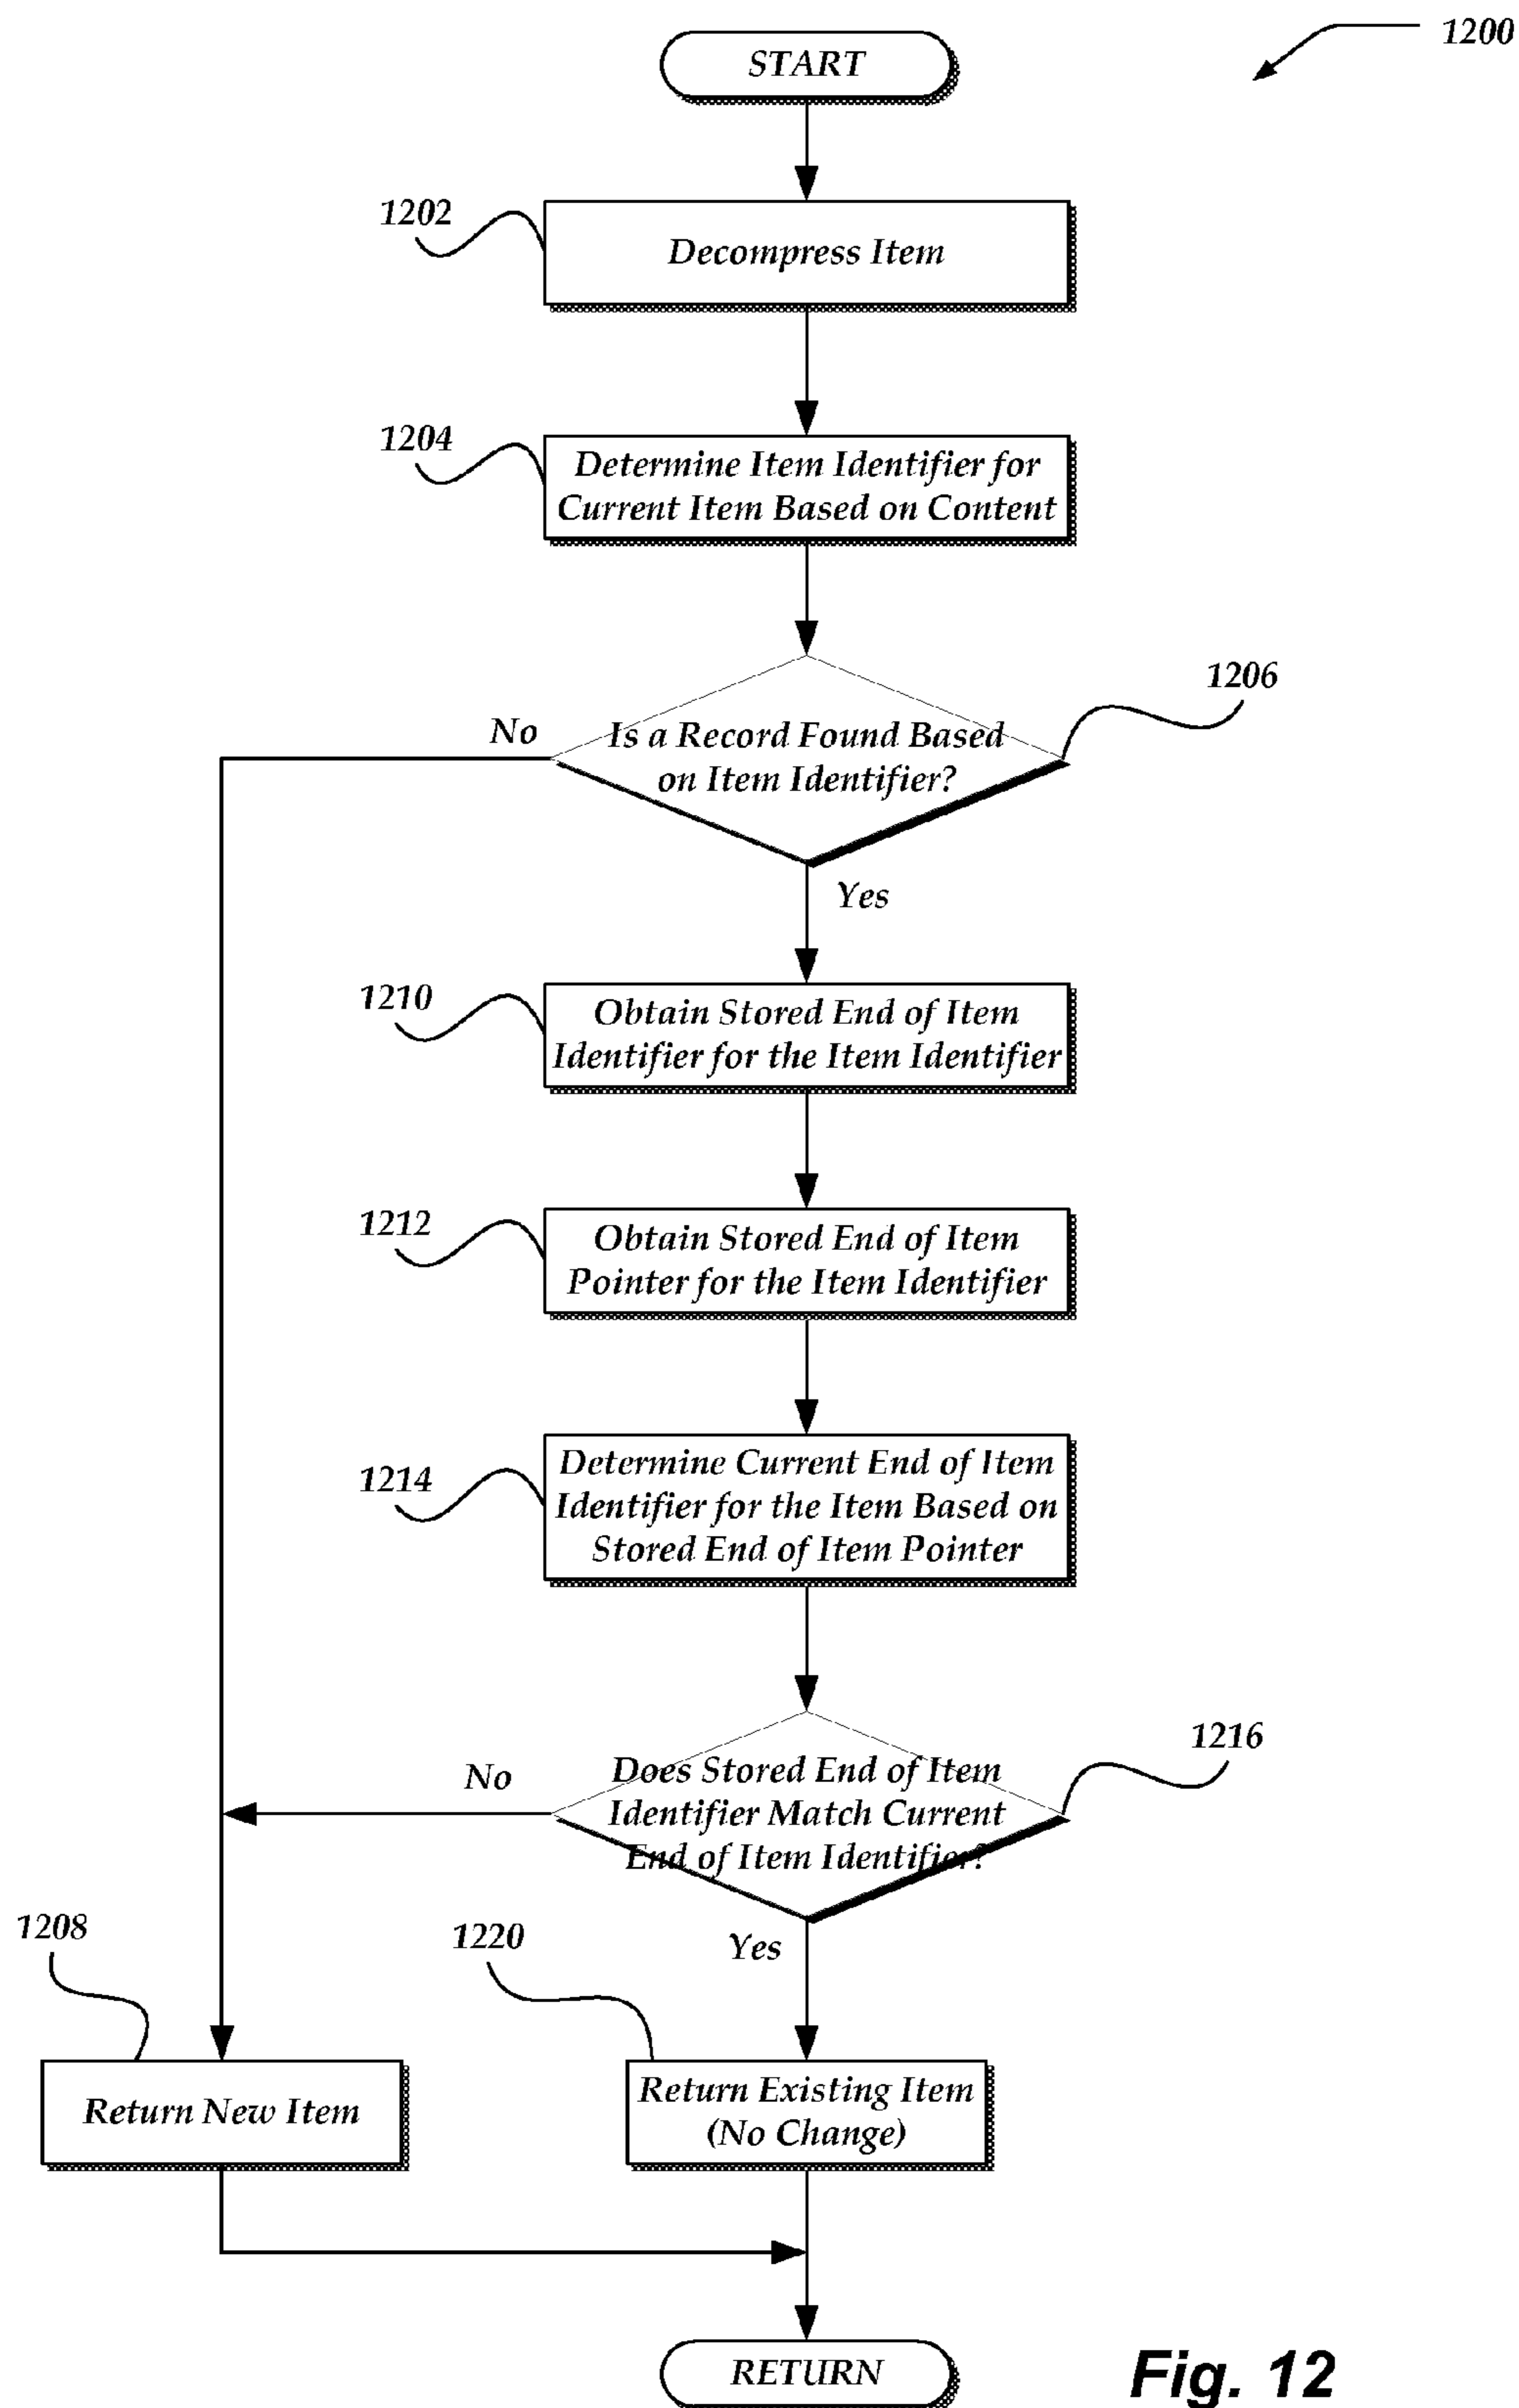 1200
START
1202
Decompress Item
1204
Determine Item Identifier for
Current Item Based on Content
1206
No
Is a Record Found Based
on Item Identifier?
Yes
1210
Obtain Stored End of Item
Identifier for the Item Identifier
1212
Obtain Stored End of Item
Pointer for the Item Identifier
1214
Determine Current End of Item
Identifier for the Item Based on
Stored End of Item Pointer
1216
No
Does Stored End of Item
Identifier Match Current
End of Item Identifier?
1208
1220
Yes
Return New Item
Return Existing Item
(No Change)
RETURN
Fig. 12